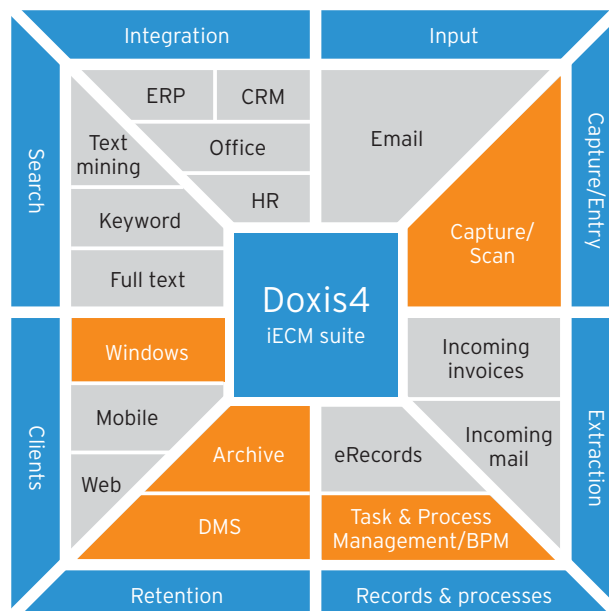 Integration
Input
ERP
CRM
Office
HR
Email
Search
Text
mining
Keyword
Full text
Capture/Entry
Capture/
Scan
Doxis4
iECM suite
Clients
Windows
Mobile
Web
Incoming
invoices
Incoming
mail
Extraction
Archive
DMS
eRecords
Task & Process
Management/BPM
Retention
Records & processes